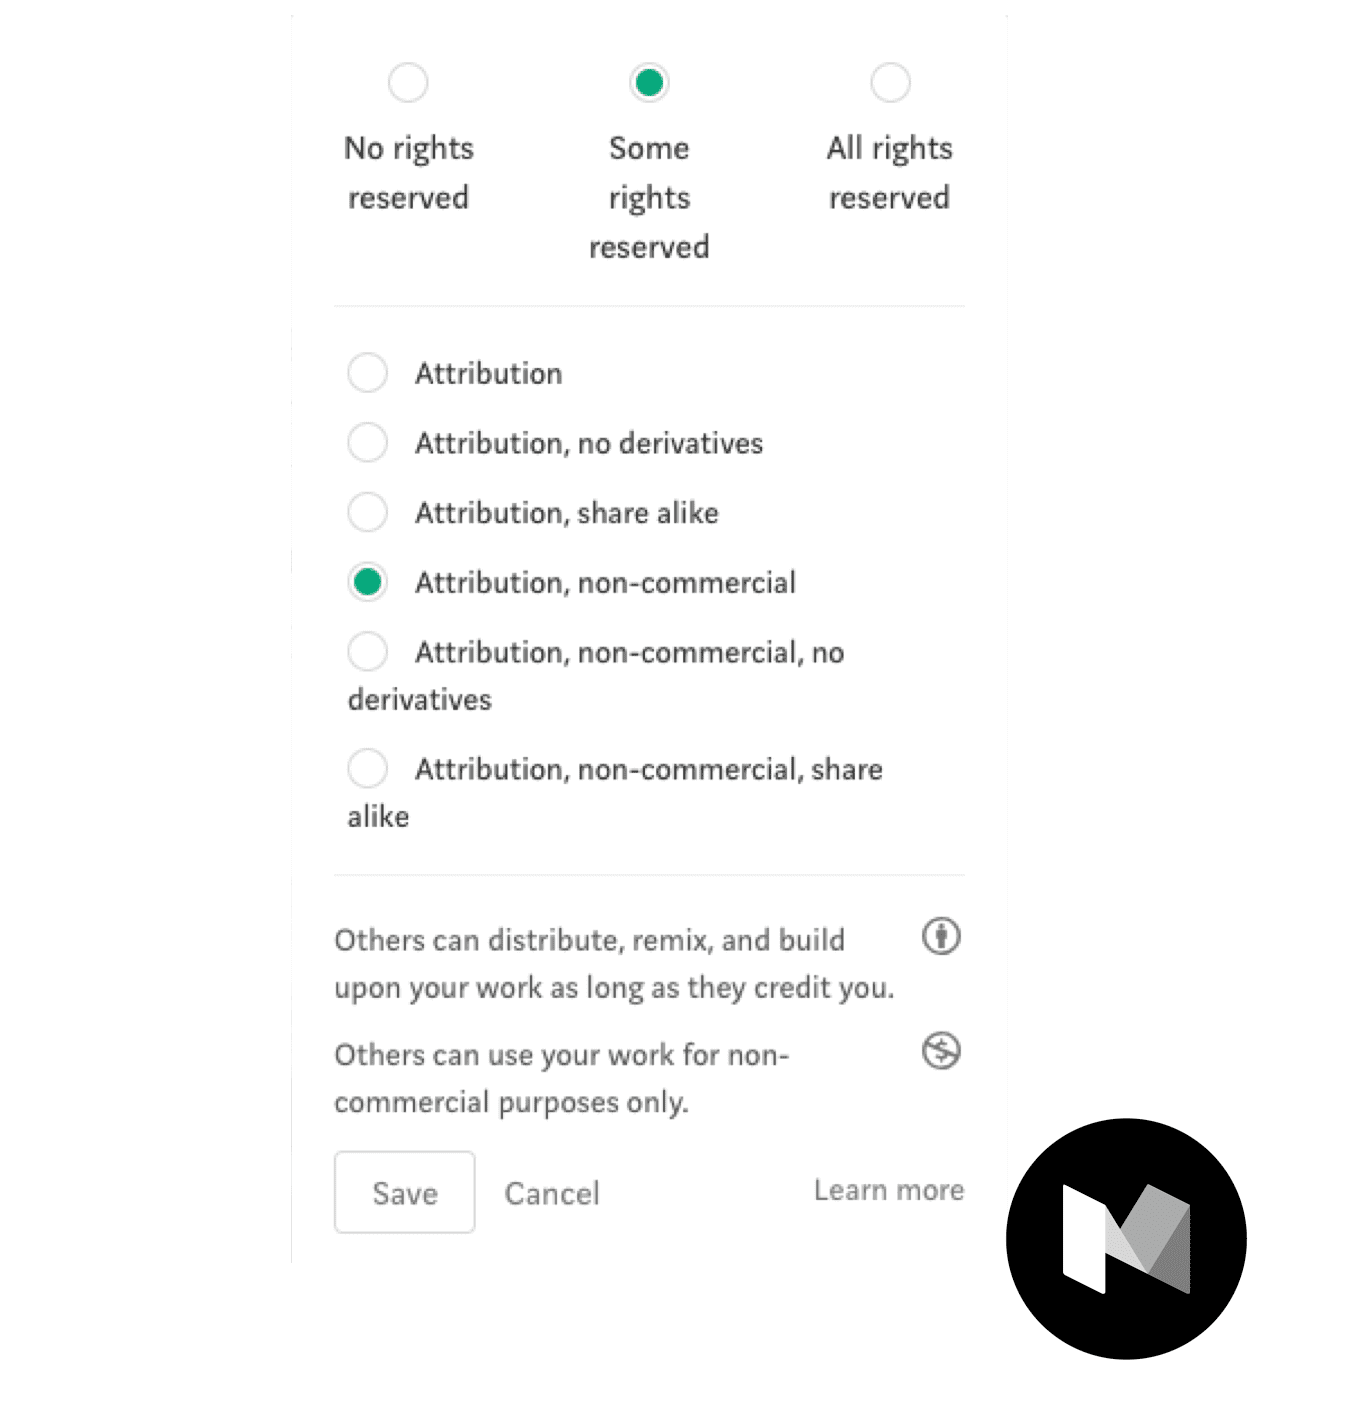 No rights
reserved
Some
rights
reserved
All rights
reserved
Attribution
Attribution, no derivatives
Attribution, share alike
Attribution, non-commercial
Attribution, non-commercial, no
derivatives
Attribution, non-commercial, share
alike
Others can distribute, remix, and build
upon your work as long as they credit you.
Others can use your work for non-
commercial purposes only.
Save
Cancel
Learn more